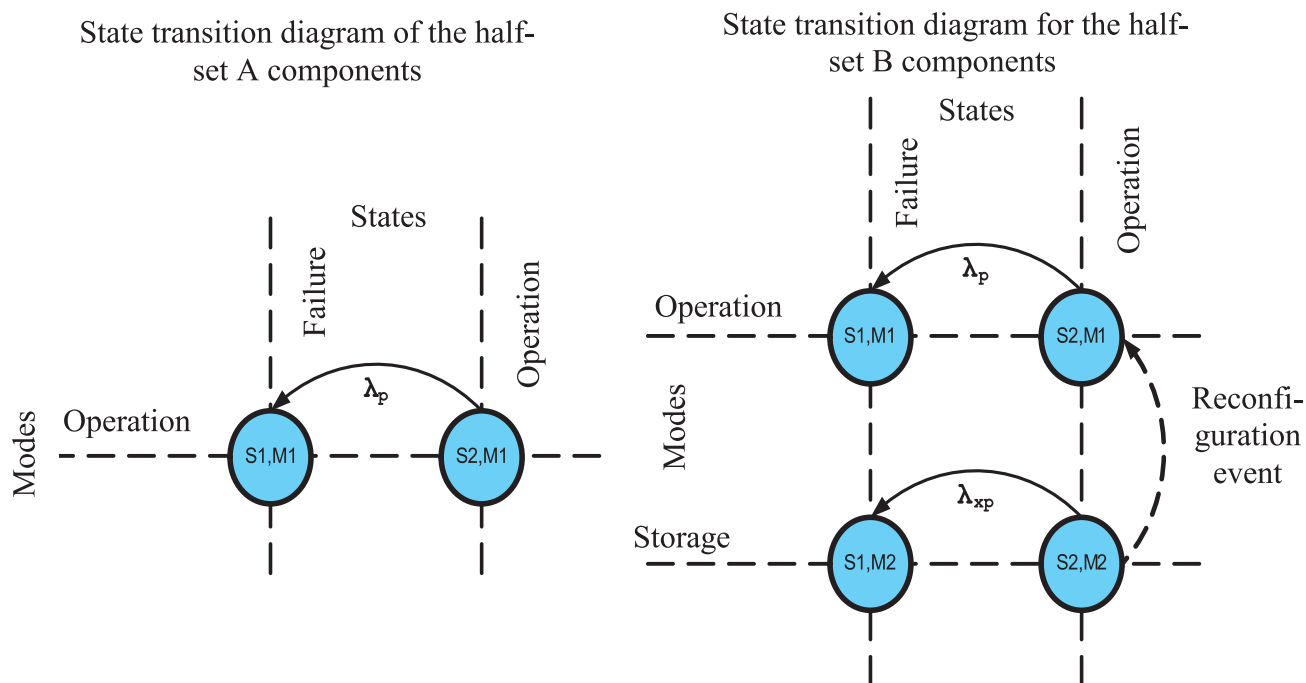 State transition diagram of the half-
set A components
States
Failure
Operation
λp
Modes
Operation
S1,M1
S2,M1
State transition diagram for the half-
set B components
States
Failure
Operation
λp
Operation
S1,M1
S2,M1
Modes
Reconfi-
guration
event
λxp
Storage
S1,M2
S2,M2